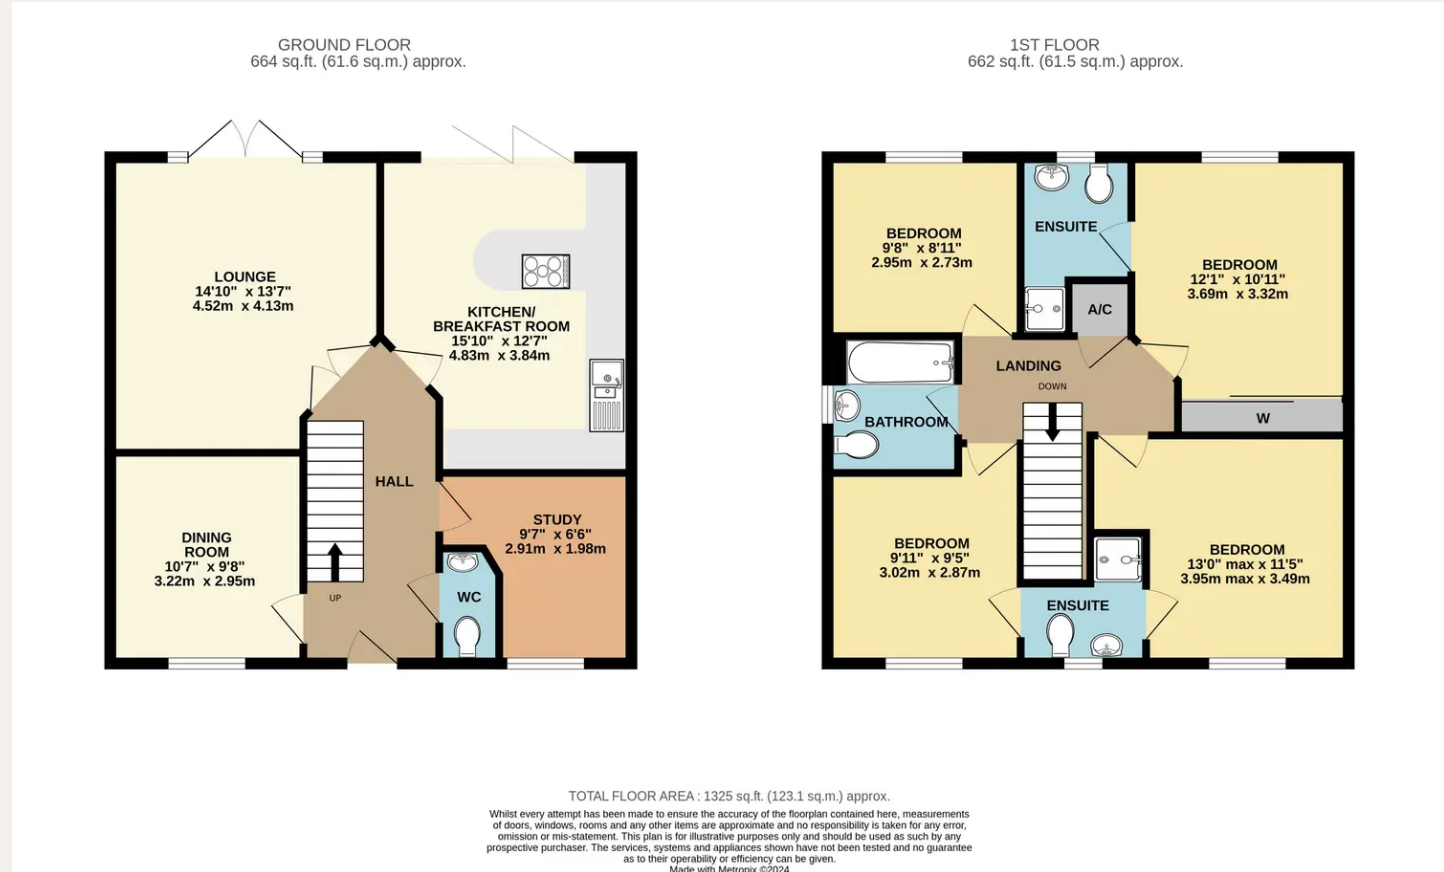 GROUND FLOOR
664 sq.ft. (61.6 sq.m.) approx.
1ST FLOOR
662 sq.ft. (61.5 sq.m.) approx.
LOUNGE
14'10" x 13'7"
4.52m x 4.13m
KITCHEN/
BREAKFAST ROOM
15'10" x 12'7"
4.83m x 3.84m
HALL
DINING
ROOM
10'7" x 9'8"
3.22m x 2.95m
UP
STUDY
9'7" x 6'6"
2.91m x 1.98m
WC
BEDROOM
9'8" x 8'11"
2.95m x 2.73m
ENSUITE
A/C
BEDROOM
12'1" x 10'11"
3.69m x 3.32m
LANDING
DOWN
W
BATHROOM
BEDROOM
9'11" x 9'5"
3.02m x 2.87m
ENSUITE
BEDROOM
13'0" max x 11'5"
3.95m max x 3.49m
TOTAL FLOOR AREA : 1325 sq.ft. (123.1 sq.m.) approx.
Whilst every attempt has been made to ensure the accuracy of the floorplan contained here, measurements
of doors, windows, rooms and any other items are approximate and no responsibility is taken for any error,
omission or mis-statement. This plan is for illustrative purposes only and should be used as such by any
prospective purchaser. The services, systems and appliances shown have not been tested and no guarantee
as to their operability or efficiency can be given.
Made with Metropix ©2024